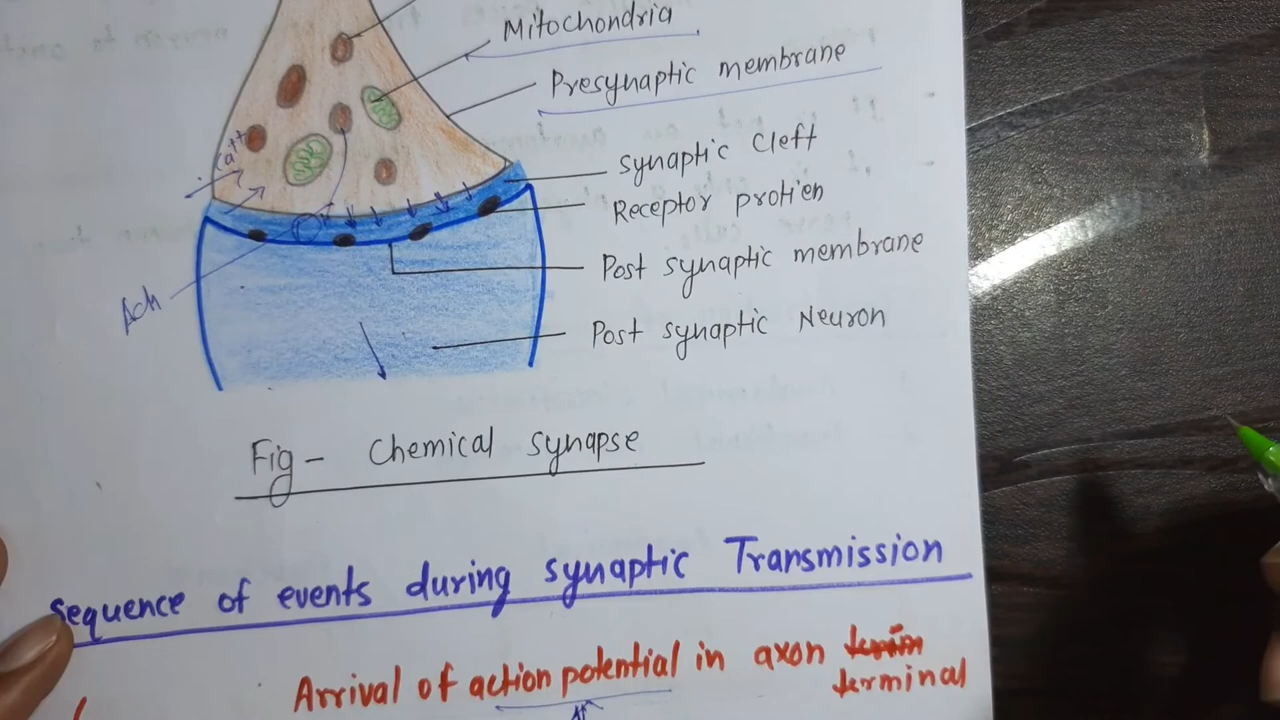 Mitochondria
Presynaptic membrane
Synaptic Cleft
Receptor protien
Post synaptic membrane
Post synaptic Neuron
Ca++
Ach
Fig - Chemical synapse
Sequence of events during synaptic Transmission
Arrival of action potential in axon
terminal